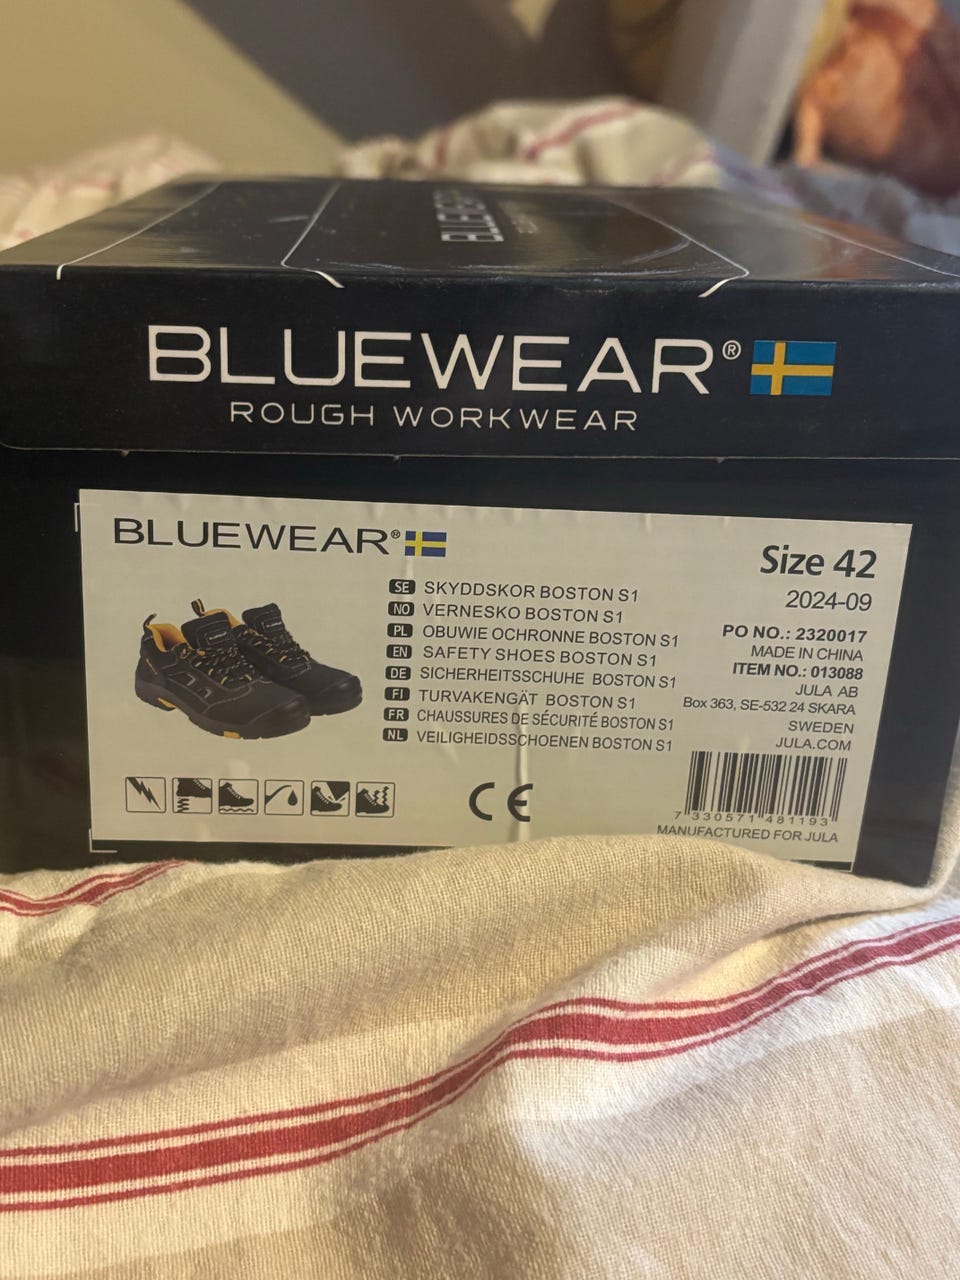 BLUEWEAR
BLUEWEAR®
ROUGH WORKWEAR
BLUEWEAR®
SE SKYDDSKOR BOSTON S1
NO VERNESKO BOSTON S1
PL OBUWIE OCHRONNE BOSTON S1
EN SAFETY SHOES BOSTON S1
DE SICHERHEITSSCHUHE BOSTON S1
FI TURVAKENGÄT BOSTON S1
FR CHAUSSURES DE SÉCURITÉ BOSTON S1
NL VEILIGHEIDSSCHOENEN BOSTON S1
CE
Size 42
2024-09
PO NO.: 2320017
MADE IN CHINA
ITEM NO.: 013088
JULA AB
Box 363, SE-532 24 SKARA
SWEDEN
JULA.COM
7 330571 481193
MANUFACTURED FOR JULA